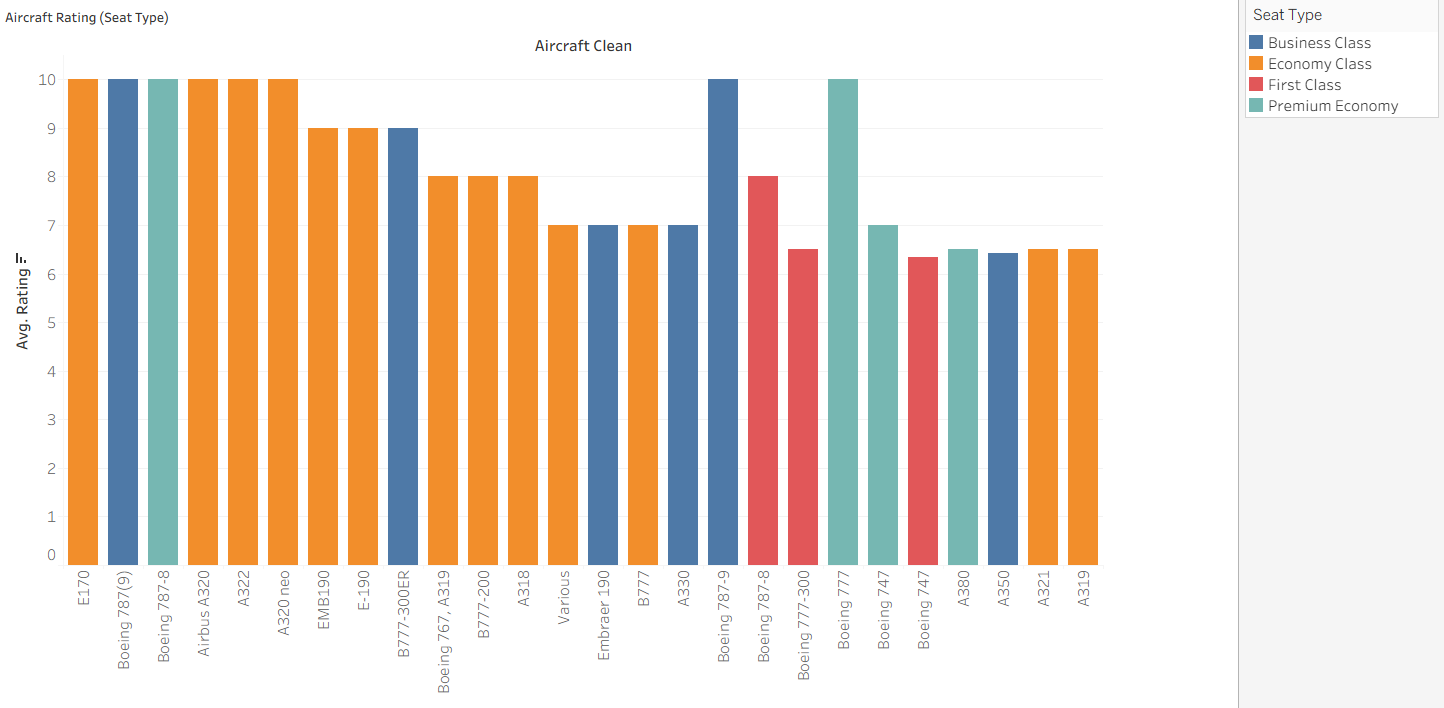 Aircraft Rating (Seat Type)
Aircraft Clean
Avg. Rating
10
9
8
7
6
5
4
3
2
1
0
E170
Boeing 787(9)
Boeing 787-8
Airbus A320
A322
A320 neo
EMB190
E-190
B777-300ER
Boeing 767, A319
B777-200
A318
Various
Embraer 190
B777
A330
Boeing 787-9
Boeing 787-8
Boeing 777-300
Boeing 777
Boeing 747
Boeing 747
A380
A350
A321
A319
Seat Type
Business Class
Economy Class
First Class
Premium Economy